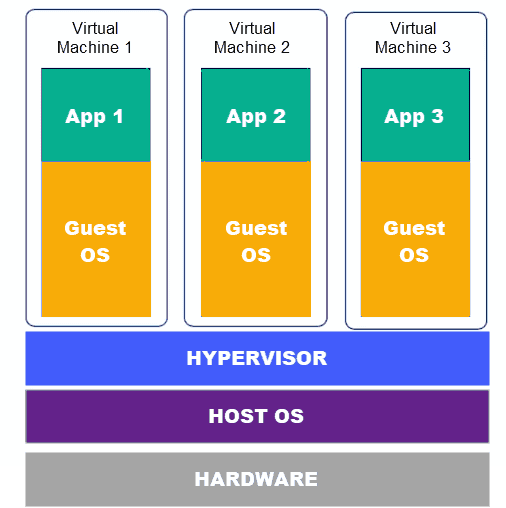 Virtual
Machine 1
Virtual
Machine 2
Virtual
Machine 3
App 1
App 2
App 3
Guest
OS
Guest
OS
Guest
OS
HYPERVISOR
HOST OS
HARDWARE